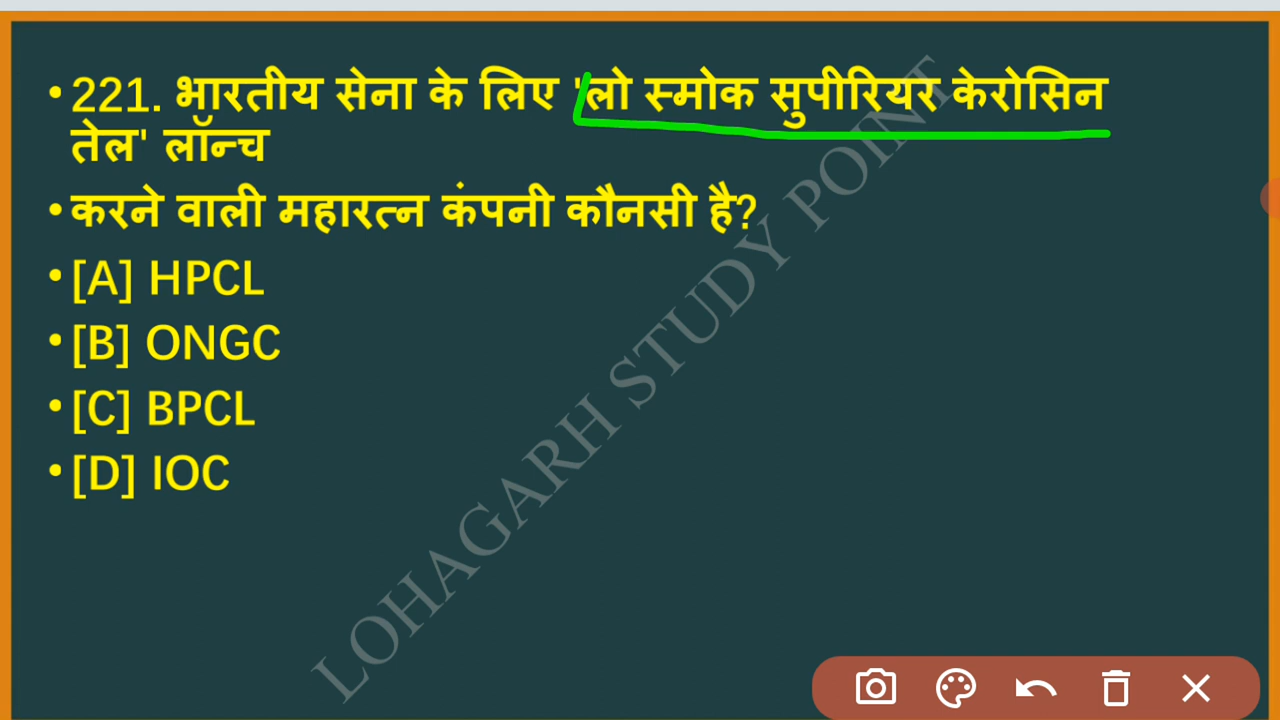 • 221. भारतीय सेना के लिए 'लो स्मोक सुपीरियर केरोसिन
तेल' लॉन्च
• करने वाली महारत्न कंपनी कौनसी है?
• [A] HPCL
• [B] ONGC
• [C] BPCL
• [D] IOC
LOHAGARH STUDY POINT